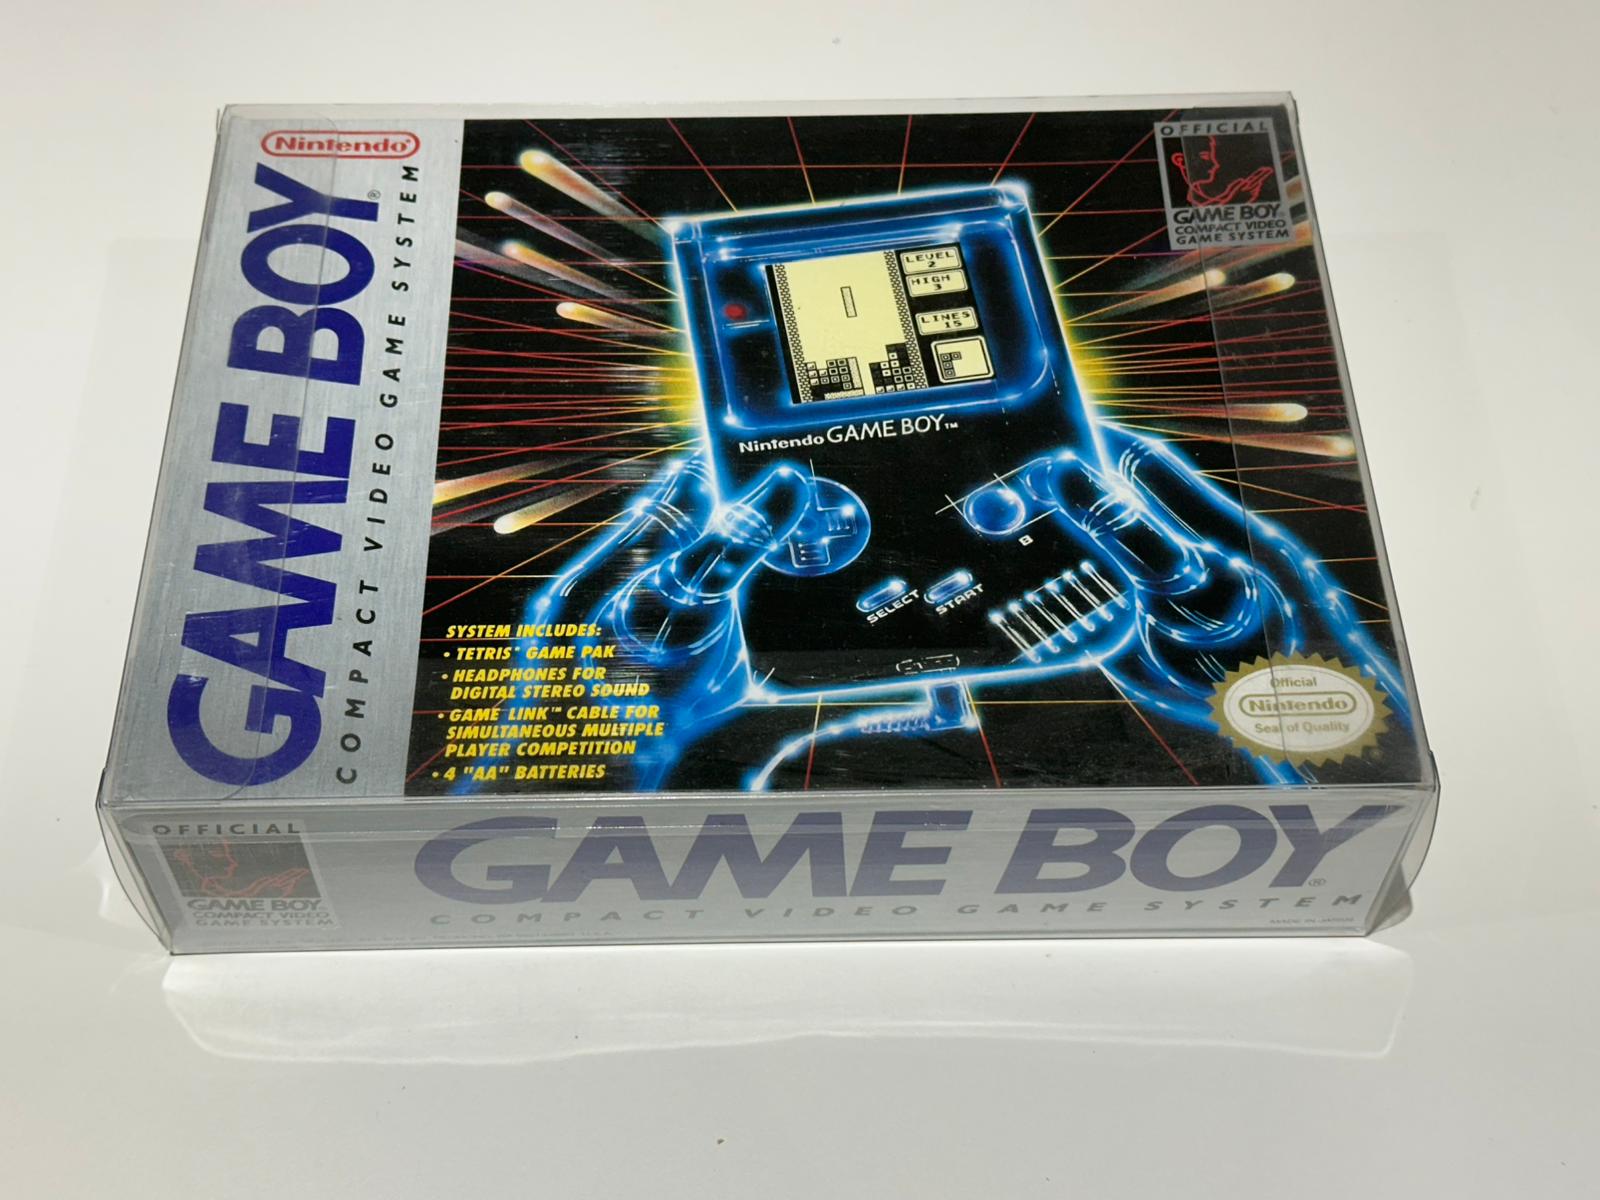 Nintendo®
GAME BOY®
COMPACT VIDEO GAME SYSTEM
OFFICIAL
GAME BOY®
COMPACT VIDEO
GAME SYSTEM
LEVEL
2
HIGH
3
LINES
15
Nintendo GAME BOY™
B
SELECT
START
SYSTEM INCLUDES:
• TETRIS® GAME PAK
• HEADPHONES FOR
DIGITAL STEREO SOUND
• GAME LINK™ CABLE FOR
SIMULTANEOUS MULTIPLE
PLAYER COMPETITION
• 4 "AA" BATTERIES
Official
Nintendo
Seal of Quality
OFFICIAL
GAME BOY®
COMPACT VIDEO
GAME SYSTEM
GAME BOY®
COMPACT VIDEO GAME SYSTEM
MADE IN JAPAN